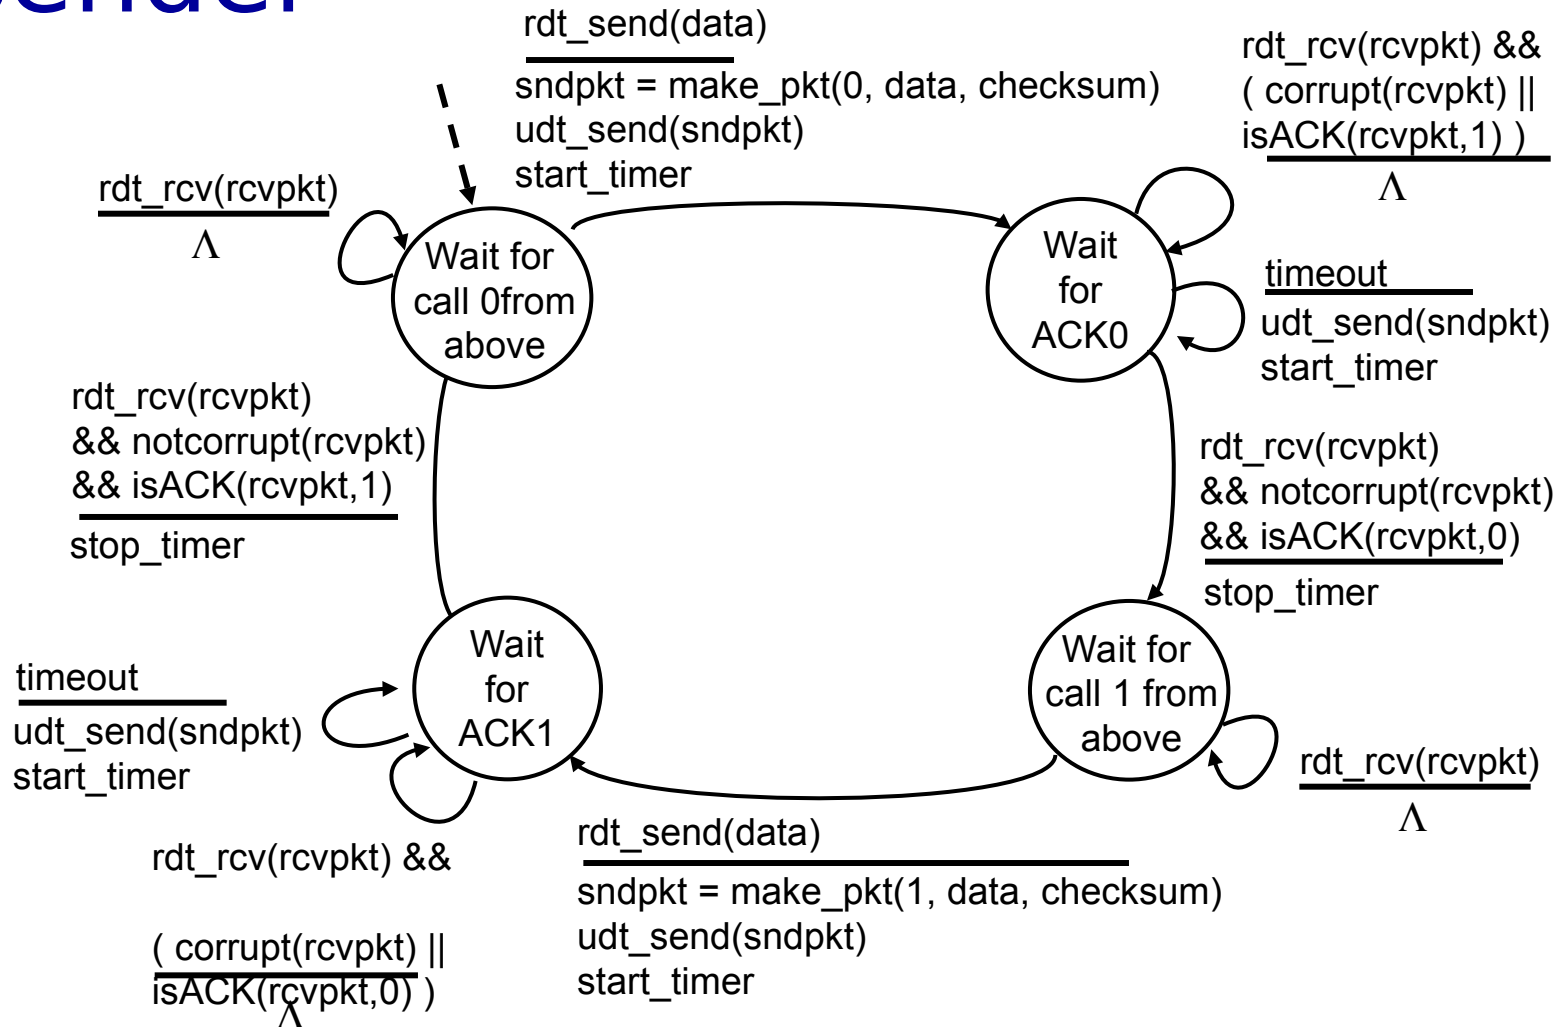 rdt_send(data)
sndpkt = make_pkt(0, data, checksum)
udt_send(sndpkt)
start_timer
rdt_rcv(rcvpkt) &&
( corrupt(rcvpkt) ||
isACK(rcvpkt,1) )
Λ
rdt_rcv(rcvpkt)
Λ
Wait for
call 0from
above
Wait
for
ACK0
timeout
udt_send(sndpkt)
start_timer
rdt_rcv(rcvpkt)
&& notcorrupt(rcvpkt)
&& isACK(rcvpkt,1)
stop_timer
rdt_rcv(rcvpkt)
&& notcorrupt(rcvpkt)
&& isACK(rcvpkt,0)
stop_timer
Wait
for
ACK1
Wait for
call 1 from
above
timeout
udt_send(sndpkt)
start_timer
rdt_rcv(rcvpkt)
Λ
rdt_rcv(rcvpkt) &&
( corrupt(rcvpkt) ||
isACK(rcvpkt,0) )
Λ
rdt_send(data)
sndpkt = make_pkt(1, data, checksum)
udt_send(sndpkt)
start_timer